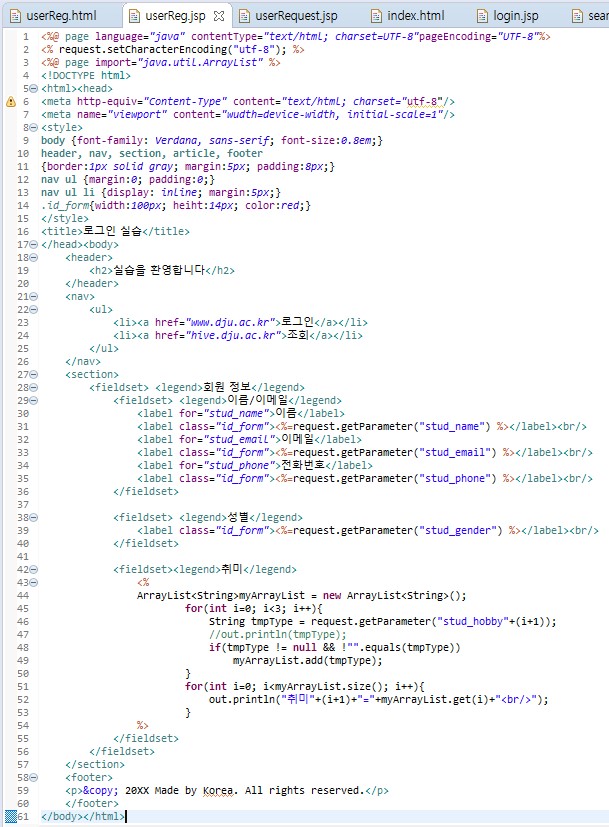 userReg.html userReg.jsp userRequest.jsp index.html login.jsp sear
1 <%@ page language="java" contentType="text/html; charset=UTF-8"pageEncoding="UTF-8"%>
2 <% request.setCharacterEncoding("utf-8"); %>
3 <%@ page import="java.util.ArrayList" %>
4 <!DOCTYPE html>
5 <html><head>
6 <meta http-equiv="Content-Type" content="text/html; charset="utf-8"/>
7 <meta name="viewport" content="wudth=device-width, initial-scale=1"/>
8 <style>
9 body {font-family: Verdana, sans-serif; font-size:0.8em;}
10 header, nav, section, article, footer
11 {border:1px solid gray; margin:5px; padding:8px;}
12 nav ul {margin:0; padding:0;}
13 nav ul li {display: inline; margin:5px;}
14 .id_form{width:100px; heiht:14px; color:red;}
15 </style>
16 <title>로그인 실습</title>
17 </head><body>
18 <header>
19 <h2>실습을 환영합니다</h2>
20 </header>
21 <nav>
22 <ul>
23 <li><a href="www.dju.ac.kr">로그인</a></li>
24 <li><a href="hive.dju.ac.kr">조회</a></li>
25 </ul>
26 </nav>
27 <section>
28 <fieldset> <legend>회원 정보</legend>
29 <fieldset> <legend>이름/이메일</legend>
30 <label for="stud_name">이름</label>
31 <label class="id_form"><%=request.getParameter("stud_name") %></label><br/>
32 <label for="stud_email">이메일</label>
33 <label class="id_form"><%=request.getParameter("stud_email") %></label><br/>
34 <label for="stud_phone">전화번호</label>
35 <label class="id_form"><%=request.getParameter("stud_phone") %></label><br/>
36 </fieldset>
37
38 <fieldset> <legend>성별</legend>
39 <label class="id_form"><%=request.getParameter("stud_gender") %></label><br/>
40 </fieldset>
41
42 <fieldset><legend>취미</legend>
43 <%
44 ArrayList<String>myArrayList = new ArrayList<String>();
45 for(int i=0; i<3; i++){
46 String tmpType = request.getParameter("stud_hobby"+(i+1));
47 //out.println(tmpType);
48 if(tmpType != null && !"".equals(tmpType))
49 myArrayList.add(tmpType);
50 }
51 for(int i=0; i<myArrayList.size(); i++){
52 out.println("취미"+(i+1)+"="+myArrayList.get(i)+"<br/>");
53 }
54 %>
55 </fieldset>
56 </fieldset>
57 </section>
58 <footer>
59 <p>&copy; 20XX Made by Korea. All rights reserved.</p>
60 </footer>
61 </body></html>